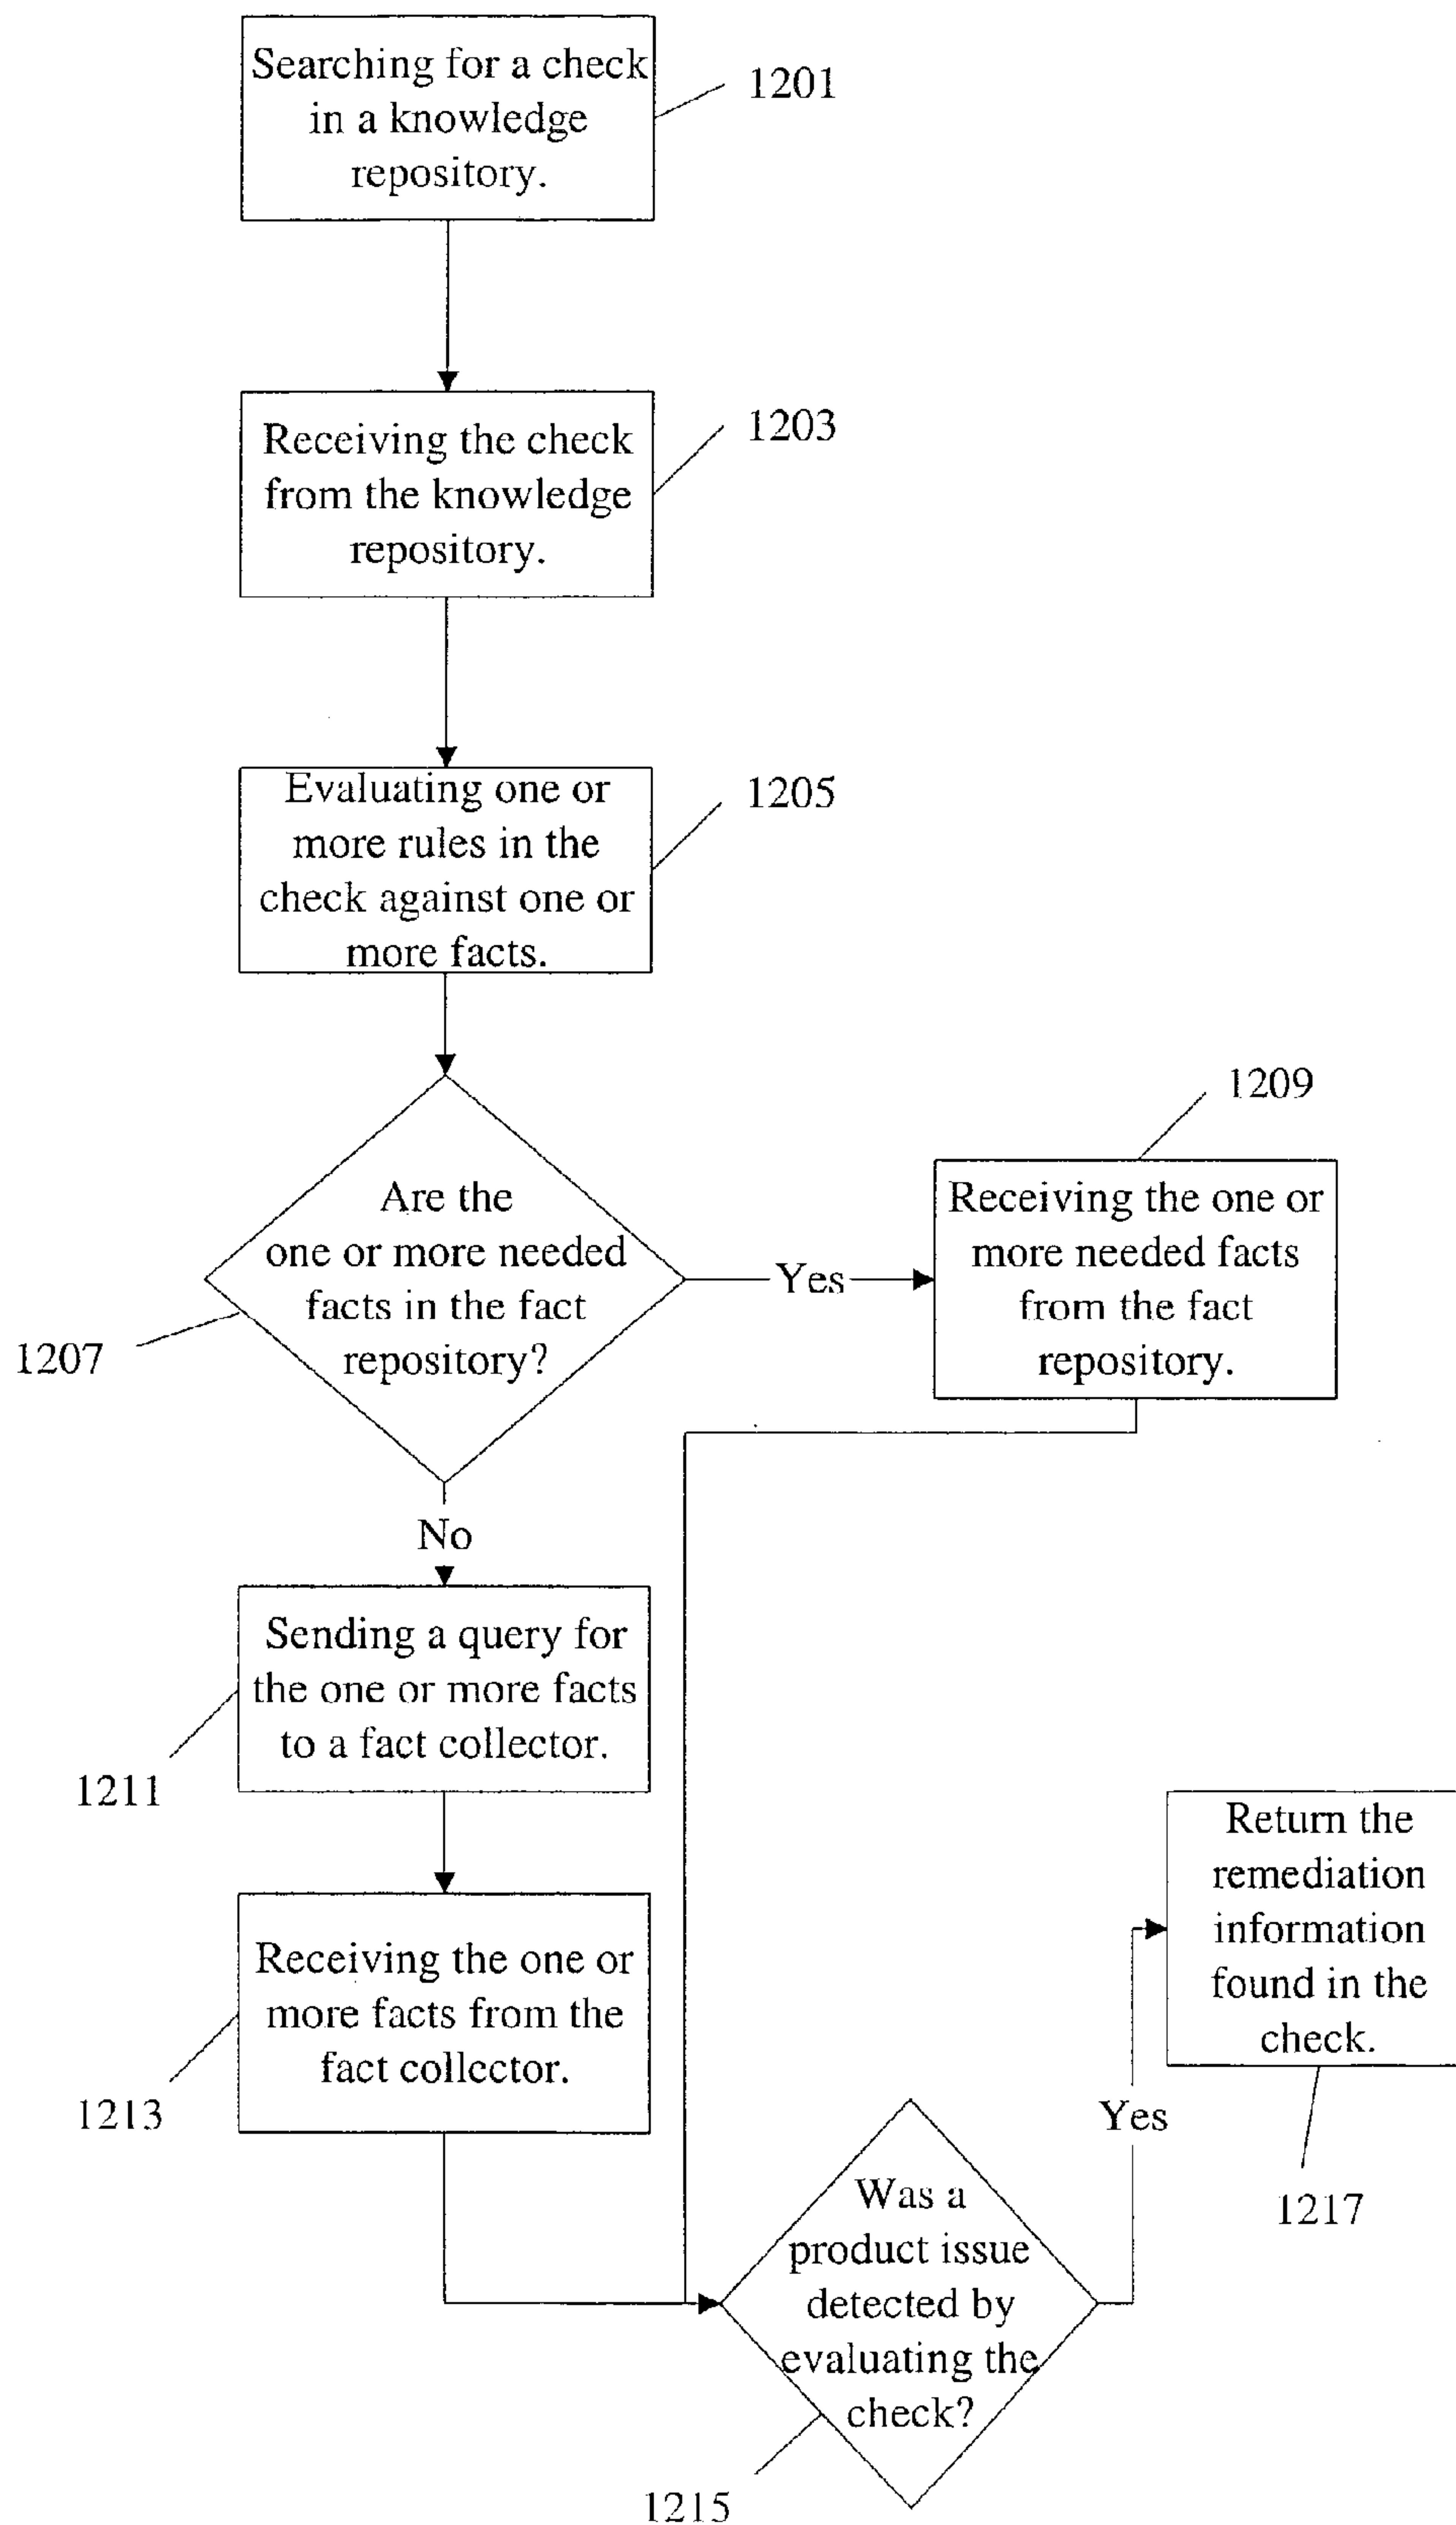 Searching for a check
in a knowledge
repository.
1201
Receiving the check
from the knowledge
repository.
1203
Evaluating one or
more rules in the
check against one or
more facts.
1205
Are the
one or more needed
facts in the fact
repository?
1207
Yes
Receiving the one or
more needed facts
from the fact
repository.
1209
No
Sending a query for
the one or more facts
to a fact collector.
1211
Receiving the one or
more facts from the
fact collector.
1213
Was a
product issue
detected by
evaluating the
check?
1215
Yes
Return the
remediation
information
found in the
check.
1217